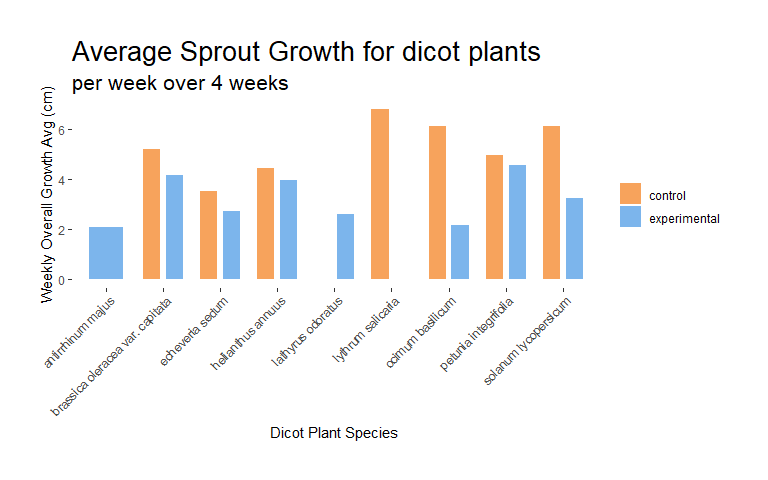 Average Sprout Growth for dicot plants
per week over 4 weeks
Weekly Overall Growth Avg (cm)
6
4
2
0
antirrhinum majus
brassica oleracea var. capitata
echeveria sedum
helianthus annuus
lathyrus odoratus
lythrum salicaria
ocimum basilicum
petunia integrifolia
solanum lycopersicum
Dicot Plant Species
control
experimental